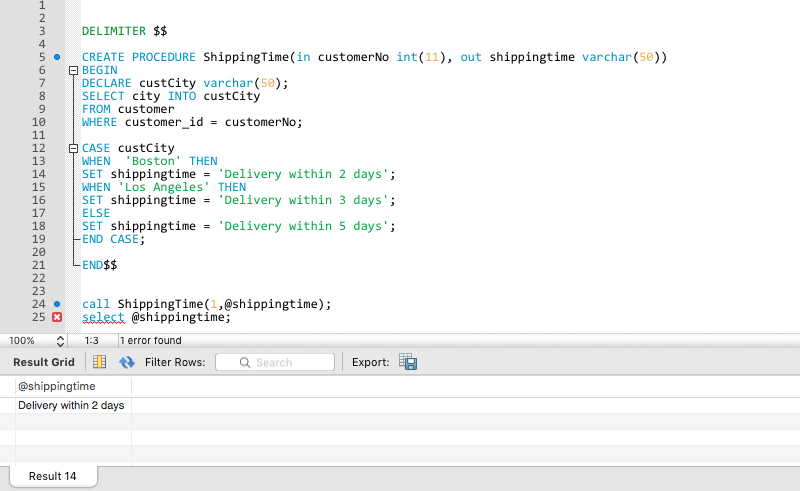 1
2
3 DELIMITER $$
4
5 CREATE PROCEDURE ShippingTime(in customerNo int(11), out shippingtime varchar(50))
6 BEGIN
7 DECLARE custCity varchar(50);
8 SELECT city INTO custCity
9 FROM customer
10 WHERE customer_id = customerNo;
11
12 CASE custCity
13 WHEN  'Boston' THEN
14 SET shippingtime = 'Delivery within 2 days';
15 WHEN 'Los Angeles' THEN
16 SET shippingtime = 'Delivery within 3 days';
17 ELSE
18 SET shippingtime = 'Delivery within 5 days';
19 END CASE;
20
21 END$$
22
23
24 call ShippingTime(1,@shippingtime);
25 select @shippingtime;
100% 1:3 1 error found
Result Grid Filter Rows: Search Export:
@shippingtime
Delivery within 2 days
Result 14